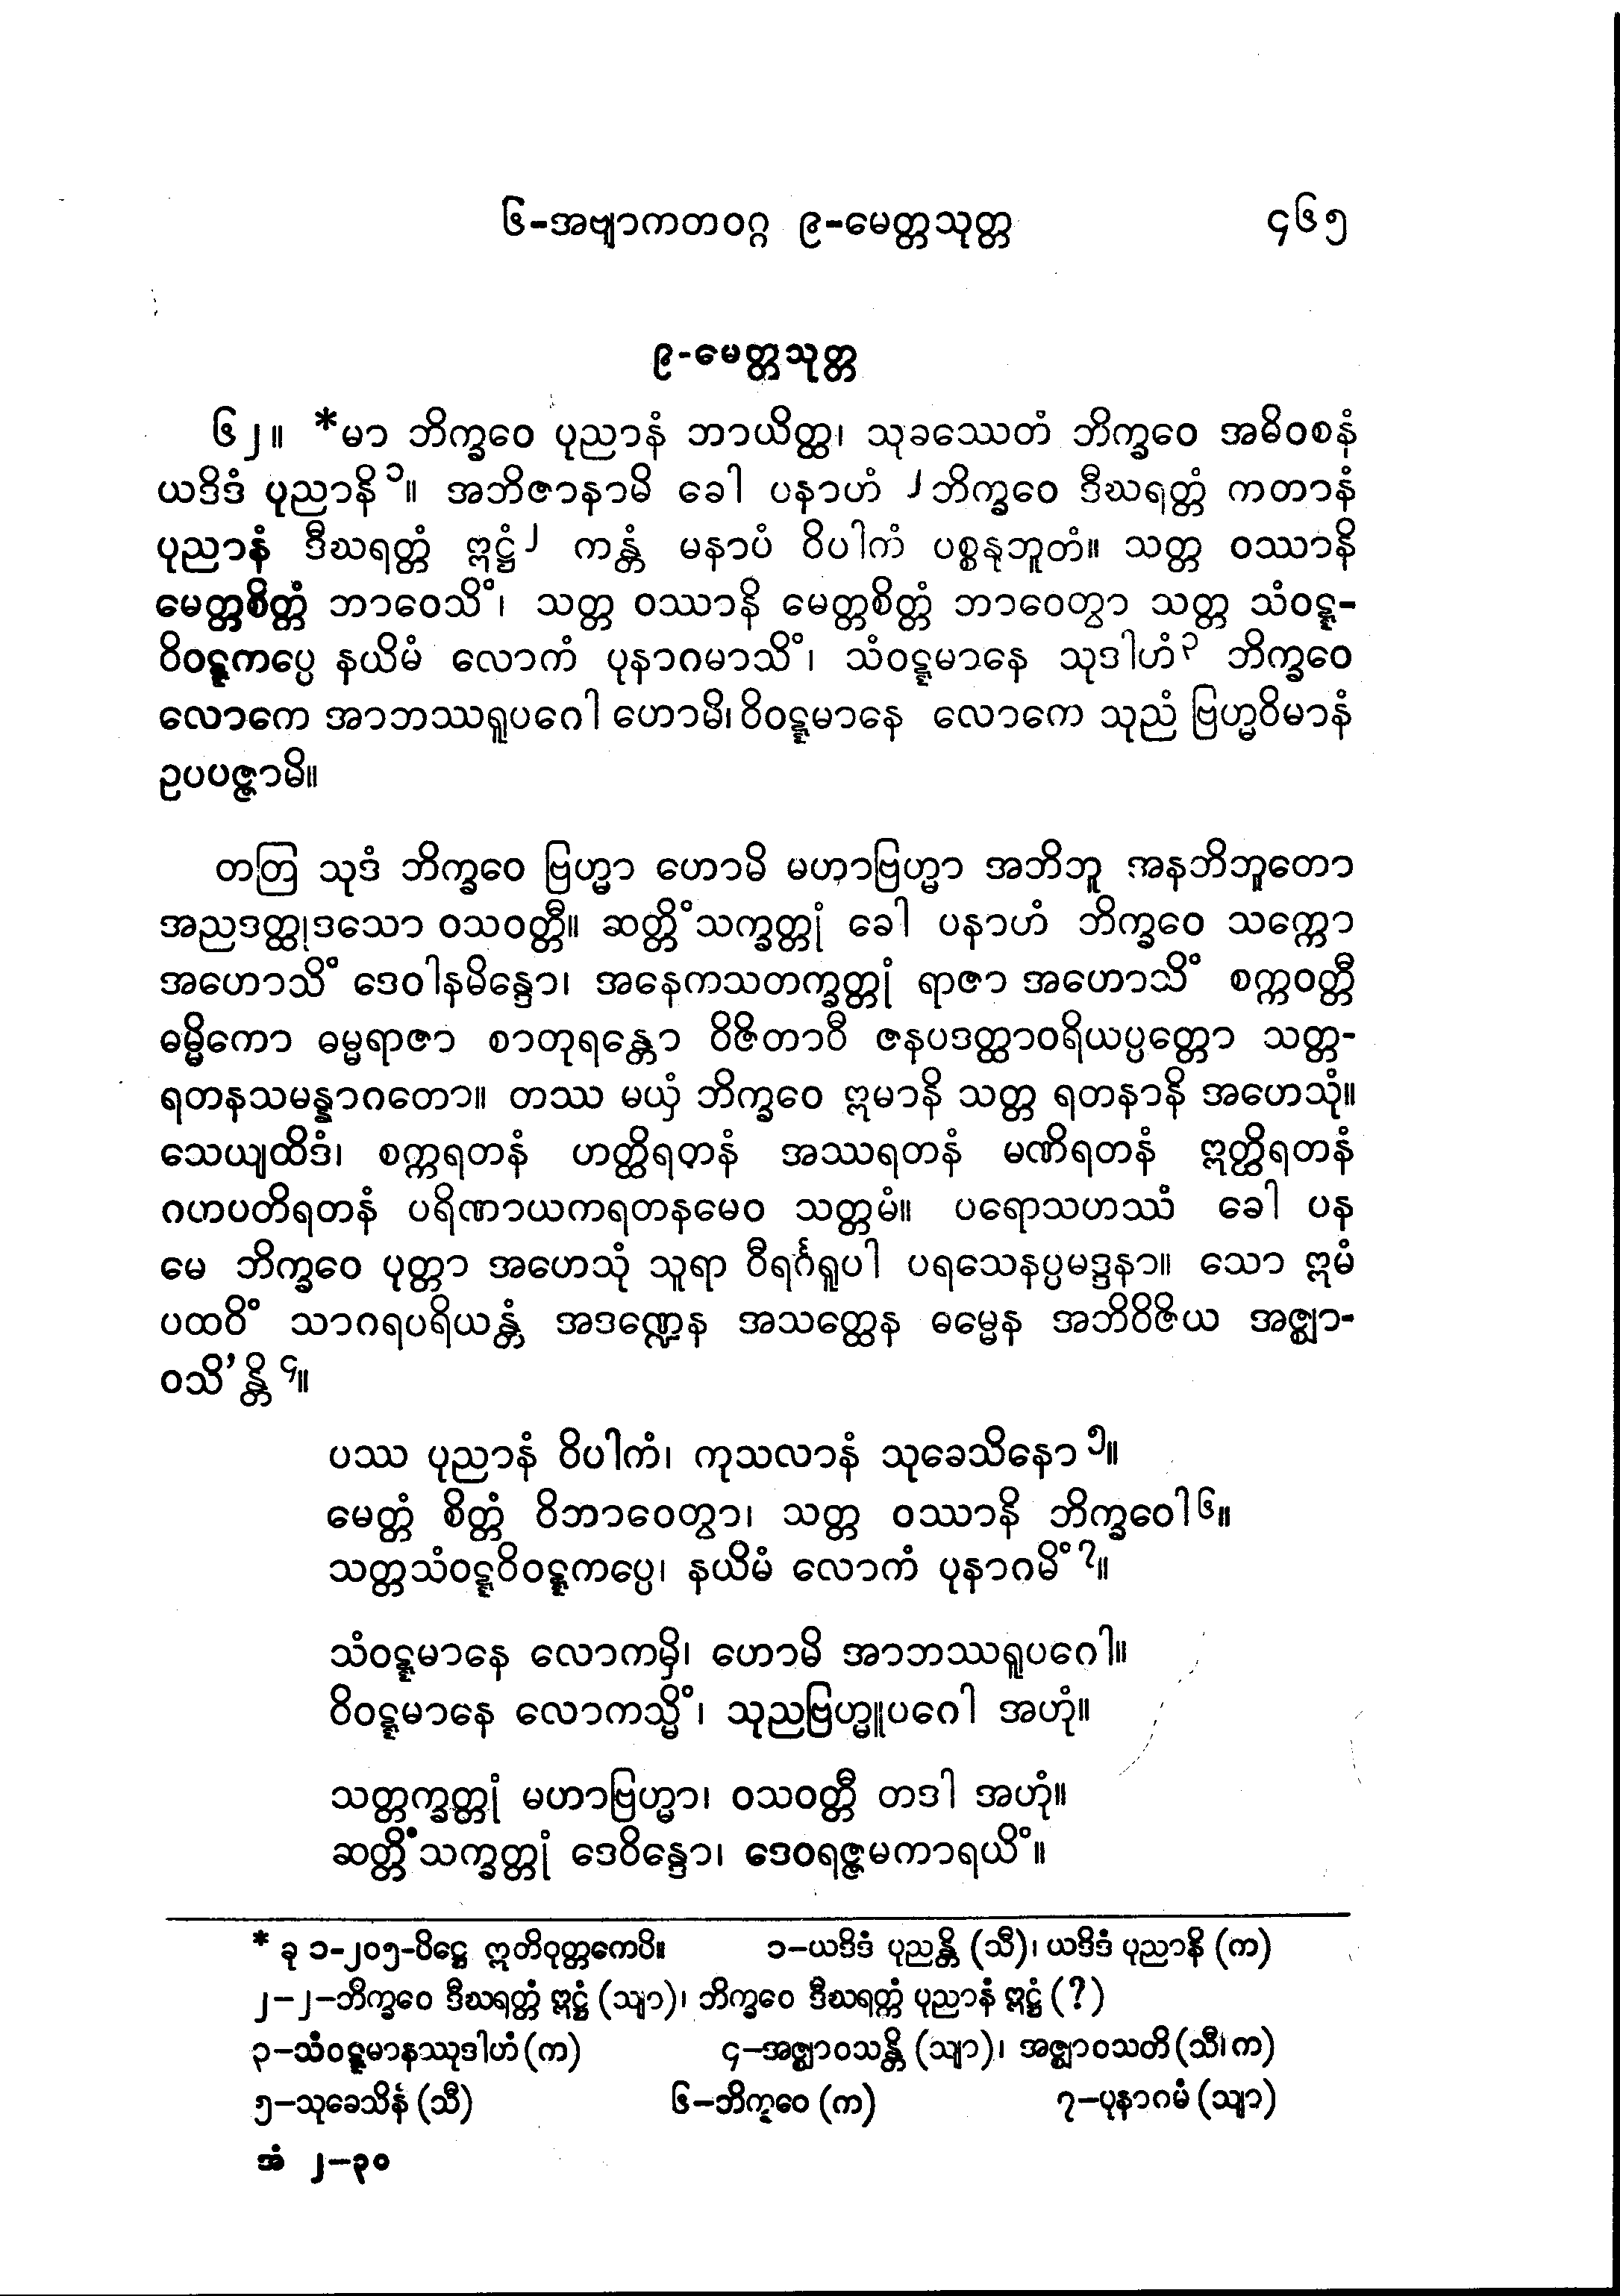 ၆-အဗျာကတဝဂ္ဂ ၉-မေတ္တသုတ္တ ၄၆၅
၉-မေတ္တသုတ္တ
၆၂။ *မာ ဘိက္ခဝေ ပုညာနံ ဘာယိတ္ထ၊ သုခဿေတံ ဘိက္ခဝေ အဓိဝစနံ
ယဒိဒံ ပုညာနိ၁။ အဘိဇာနာမိ ခေါ ပနာဟံ ၂ဘိက္ခဝေ ဒီဃရတ္တံ ကတာနံ
ပုညာနံ ဒီဃရတ္တံ ဣဋ္ဌံ၂ ကန္တံ မနာပံ ဝိပါကံ ပစ္စနုဘူတံ။ သတ္တ ဝဿာနိ
မေတ္တစိတ္တံ ဘာဝေသိံ၊ သတ္တ ဝဿာနိ မေတ္တစိတ္တံ ဘာဝေတွာ သတ္တ သံဝဋ္ဋ-
ဝိဝဋ္ဋကပ္ပေ နယိမံ လောကံ ပုနာဂမာသိံ၊ သံဝဋ္ဋမာနေ သုဒါဟံ၃ ဘိက္ခဝေ
လောကေ အာဘဿရူပဂေါ ဟောမိ၊ ဝိဝဋ္ဋမာနေ လောကေ သုညံ ဗြဟ္မဝိမာနံ
ဥပပဇ္ဇာမိ။
တတြ သုဒံ ဘိက္ခဝေ ဗြဟ္မာ ဟောမိ မဟာဗြဟ္မာ အဘိဘူ အနဘိဘူတော
အညဒတ္ထုဒသော ဝသဝတ္တီ။ ဆတ္တိံသက္ခတ္တုံ ခေါ ပနာဟံ ဘိက္ခဝေ သက္ကော
အဟောသိံ ဒေဝါနမိန္ဒော၊ အနေကသတက္ခတ္တုံ ရာဇာ အဟောသိံ စက္ကဝတ္တီ
ဓမ္မိကော ဓမ္မရာဇာ စာတုရန္တော ဝိဇိတာဝီ ဇနပဒတ္ထာဝရိယပ္ပတ္တော သတ္တ-
ရတနသမန္နာဂတော။ တဿ မယှံ ဘိက္ခဝေ ဣမာနိ သတ္တ ရတနာနိ အဟေသုံ။
သေယျထိဒံ၊ စက္ကရတနံ ဟတ္ထိရတနံ အဿရတနံ မဏိရတနံ ဣတ္ထိရတနံ
ဂဟပတိရတနံ ပရိဏာယကရတနမေဝ သတ္တမံ။ ပရောသဟဿံ ခေါ ပန
မေ ဘိက္ခဝေ ပုတ္တာ အဟေသုံ သူရာ ဝီရင်္ဂရူပါ ပရသေနပ္ပမဒ္ဒနာ။ သော ဣမံ
ပထဝိံ သာဂရပရိယန္တံ အဒဏ္ဍေန အသတ္ထေန ဓမ္မေန အဘိဝိဇိယ အဇ္ဈာ-
ဝသိ’န္တိ၄။
ပဿ ပုညာနံ ဝိပါကံ၊ ကုသလာနံ သုခေသိနော၅။
မေတ္တံ စိတ္တံ ဝိဘာဝေတွာ၊ သတ္တ ဝဿာနိ ဘိက္ခဝေါ၆။
သတ္တသံဝဋ္ဋဝိဝဋ္ဋကပ္ပေ၊ နယိမံ လောကံ ပုနာဂမိံ၇။
သံဝဋ္ဋမာနေ လောကမှိ၊ ဟောမိ အာဘဿရူပဂေါ။
ဝိဝဋ္ဋမာနေ လောကသ္မိံ၊ သုညဗြဟ္မူပဂေါ အဟုံ။
သတ္တက္ခတ္တုံ မဟာဗြဟ္မာ၊ ဝသဝတ္တီ တဒါ အဟုံ။
ဆတ္တိံသက္ခတ္တုံ ဒေဝိန္ဒော၊ ဒေဝရဇ္ဇမကာရယိံ။
* ခု ၁-၂၀၅-ပိဋ္ဌေ ဣတိဝုတ္တကေပိ။ ၁-ယဒိဒံ ပုညန္တိ (သီ)၊ ယဒိဒံ ပုညာနိ (က)
၂-၂-ဘိက္ခဝေ ဒီဃရတ္တံ ဣဋ္ဌံ (သျာ)၊ ဘိက္ခဝေ ဒီဃရတ္တံ ပုညာနံ ဣဋ္ဌံ (?)
၃-သံဝဋ္ဋမာနဿုဒါဟံ (က) ၄-အဇ္ဈာဝသန္တိ (သျာ)၊ အဇ္ဈာဝသတိ (သီ၊ က)
၅-သုခေသိနံ (သီ) ၆-ဘိက္ခဝေ (က) ၇-ပုနာဂမံ (သျာ)
အံ ၂-၃၀